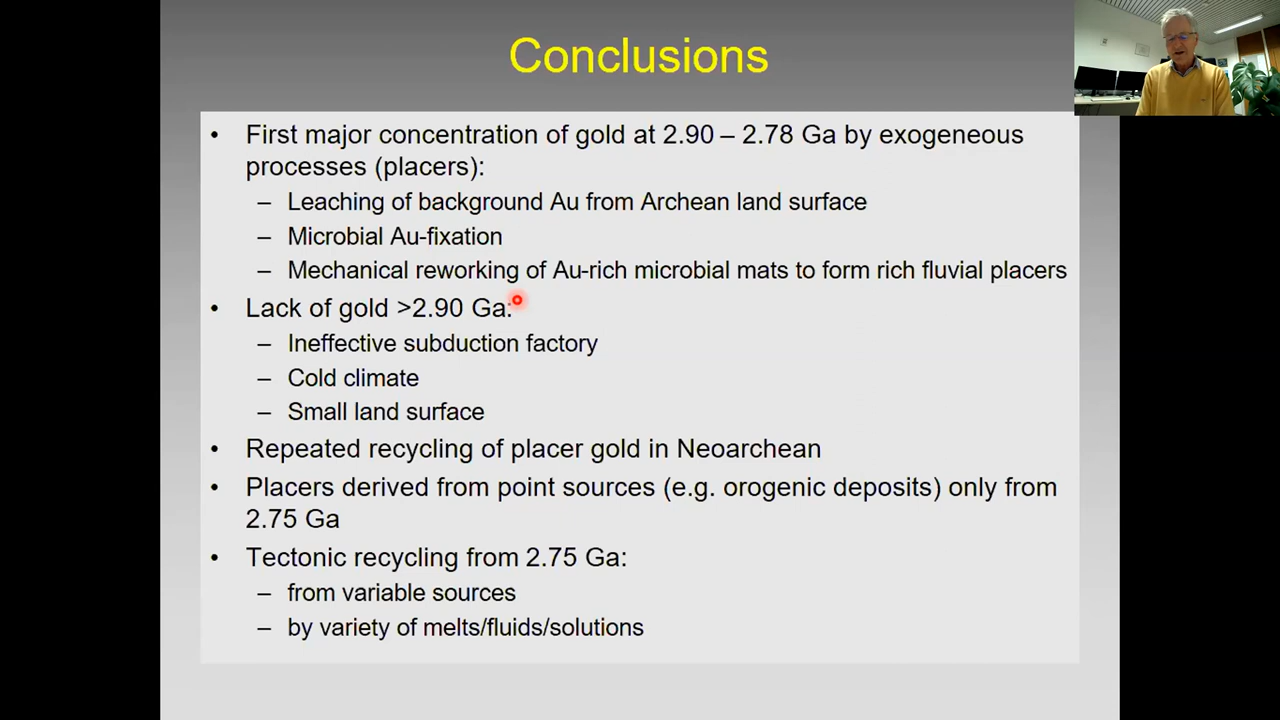 Conclusions
• First major concentration of gold at 2.90 – 2.78 Ga by exogeneous
processes (placers):
– Leaching of background Au from Archean land surface
– Microbial Au-fixation
– Mechanical reworking of Au-rich microbial mats to form rich fluvial placers
• Lack of gold >2.90 Ga:
– Ineffective subduction factory
– Cold climate
– Small land surface
• Repeated recycling of placer gold in Neoarchean
• Placers derived from point sources (e.g. orogenic deposits) only from
2.75 Ga
• Tectonic recycling from 2.75 Ga:
– from variable sources
– by variety of melts/fluids/solutions